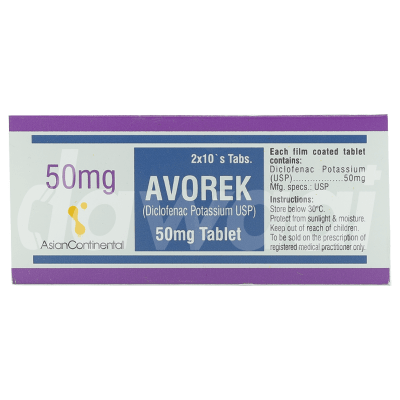 50mg
AsianContinental
2x10`s Tabs.
AVOREK
(Diclofenac Potassium USP)
50mg Tablet
Each film coated tablet
contains:
Diclofenac Potassium
(USP)..............50mg
Mfg. specs.: USP
Instructions:
Store below 30°C.
Protect from sunlight & moisture.
Keep out of reach of children.
To be sold on the prescription of
registered medical practitioner only.
dawaai